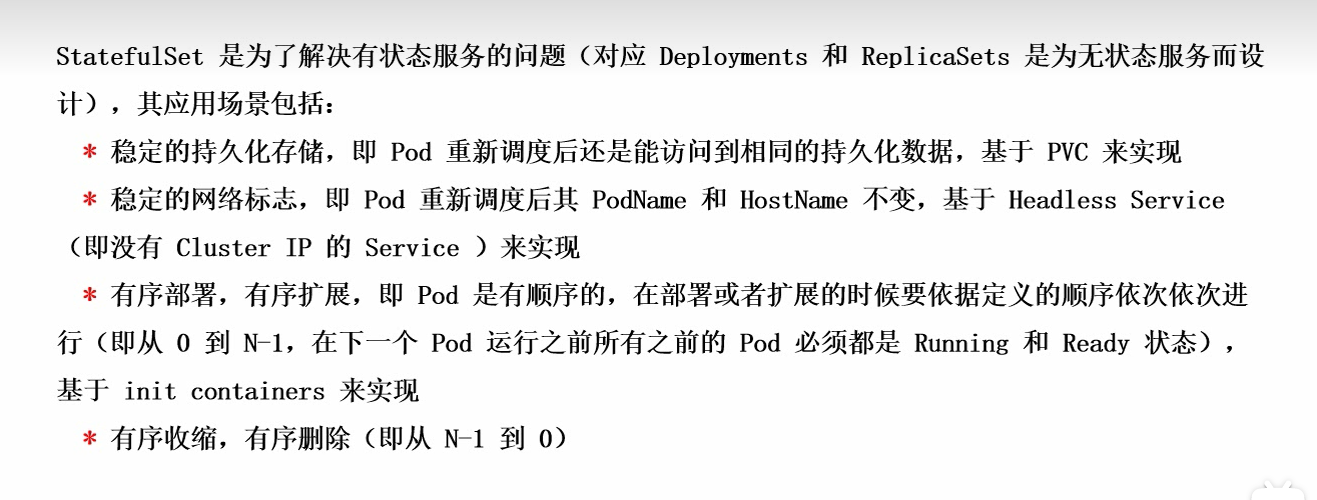 StatefulSet 是为了解决有状态服务的问题（对应 Deployments 和 ReplicaSets 是为无状态服务而设
计），其应用场景包括：
* 稳定的持久化存储，即 Pod 重新调度后还是能访问到相同的持久化数据，基于 PVC 来实现
* 稳定的网络标志，即 Pod 重新调度后其 PodName 和 HostName 不变，基于 Headless Service
（即没有 Cluster IP 的 Service ）来实现
* 有序部署，有序扩展，即 Pod 是有顺序的，在部署或者扩展的时候要依据定义的顺序依次依次进
行（即从 0 到 N-1，在下一个 Pod 运行之前所有之前的 Pod 必须都是 Running 和 Ready 状态），
基于 init containers 来实现
* 有序收缩，有序删除（即从 N-1 到 0）